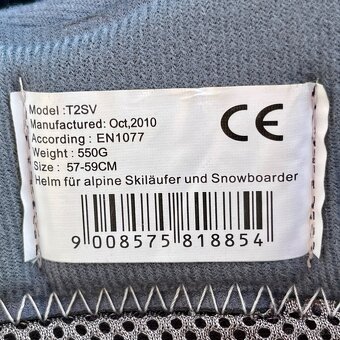 Model :T2SV
Manufactured: Oct,2010
According : EN1077
Weight : 550G
Size : 57-59CM
CE
Helm für alpine Skiläufer und Snowboarder
9 008575 818854